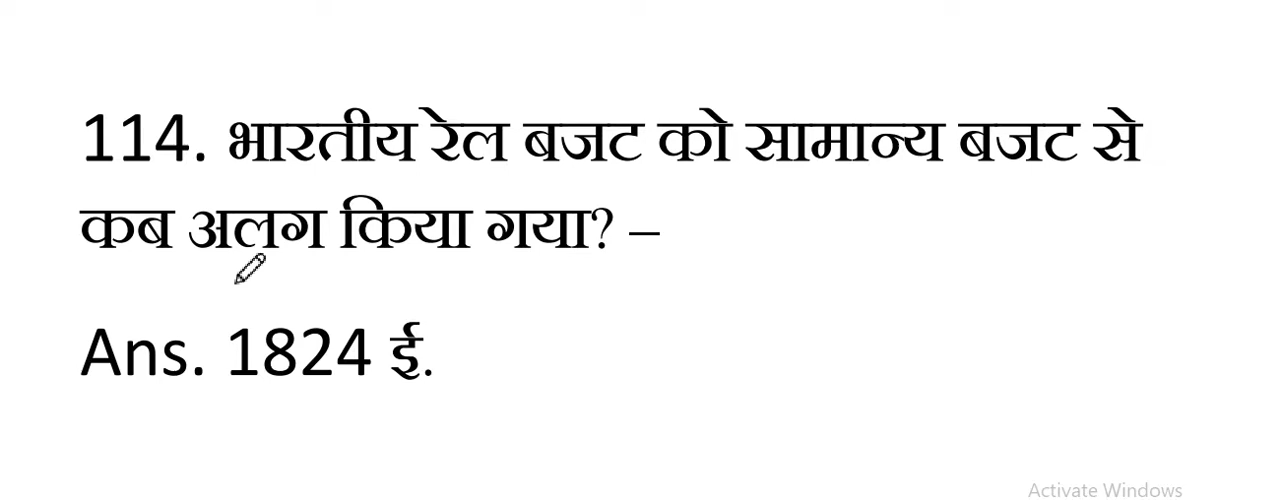 114. भारतीय रेल बजट को सामान्य बजट से
कब अलग किया गया? –
Ans. 1824 ई.
Activate Windows